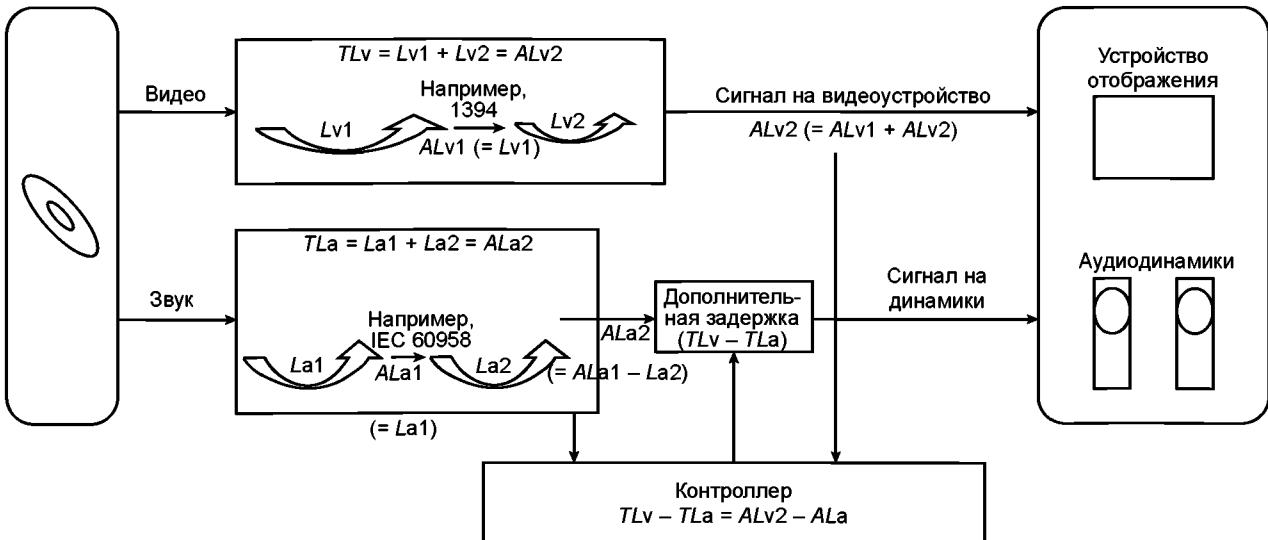 TLv = Lv1 + Lv2 = ALv2
Видео
Например,
1394
Lv1
ALv1 (= Lv1)
Lv2
Сигнал на видеоустройство
ALv2 (= ALv1 + ALv2)
Устройство
отображения
TLa = La1 + La2 = ALa2
Звук
Например,
IEC 60958
La1
ALa1
La2
(= La1)
ALa2
(= ALa1 – La2)
Дополнитель-
ная задержка
(TLv – TLa)
Сигнал на
динамики
Аудиодинамики
Контроллер
TLv – TLa = ALv2 – ALa